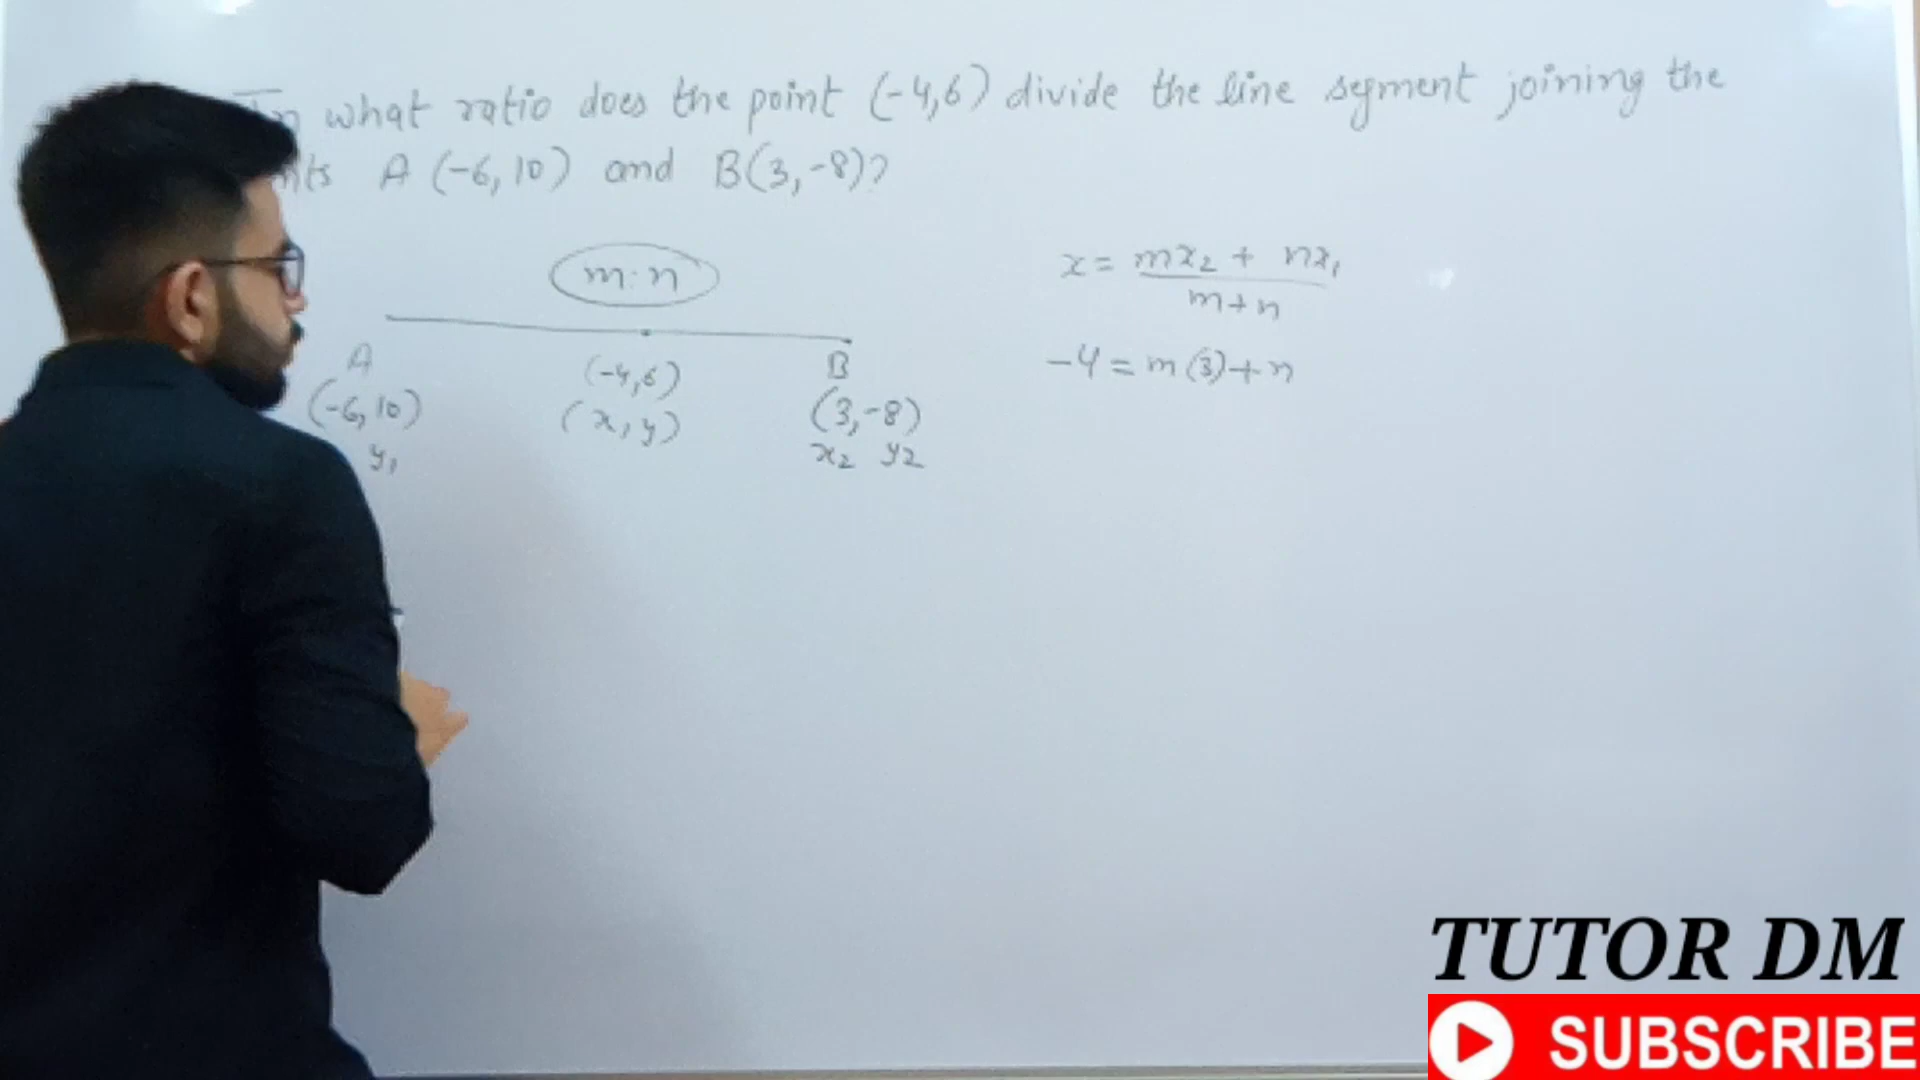 In what ratio does the point (-4,6) divide the line segment joining the
A (-6, 10) and B(3,-8)?
m:n
A (-4,6) B
(-6, 10) (x, y) (3,-8)
y₁ x₂ y₂
x = mx₂ + nx₁
m+n
-4 = m(3)+n
TUTOR DM
SUBSCRIBE